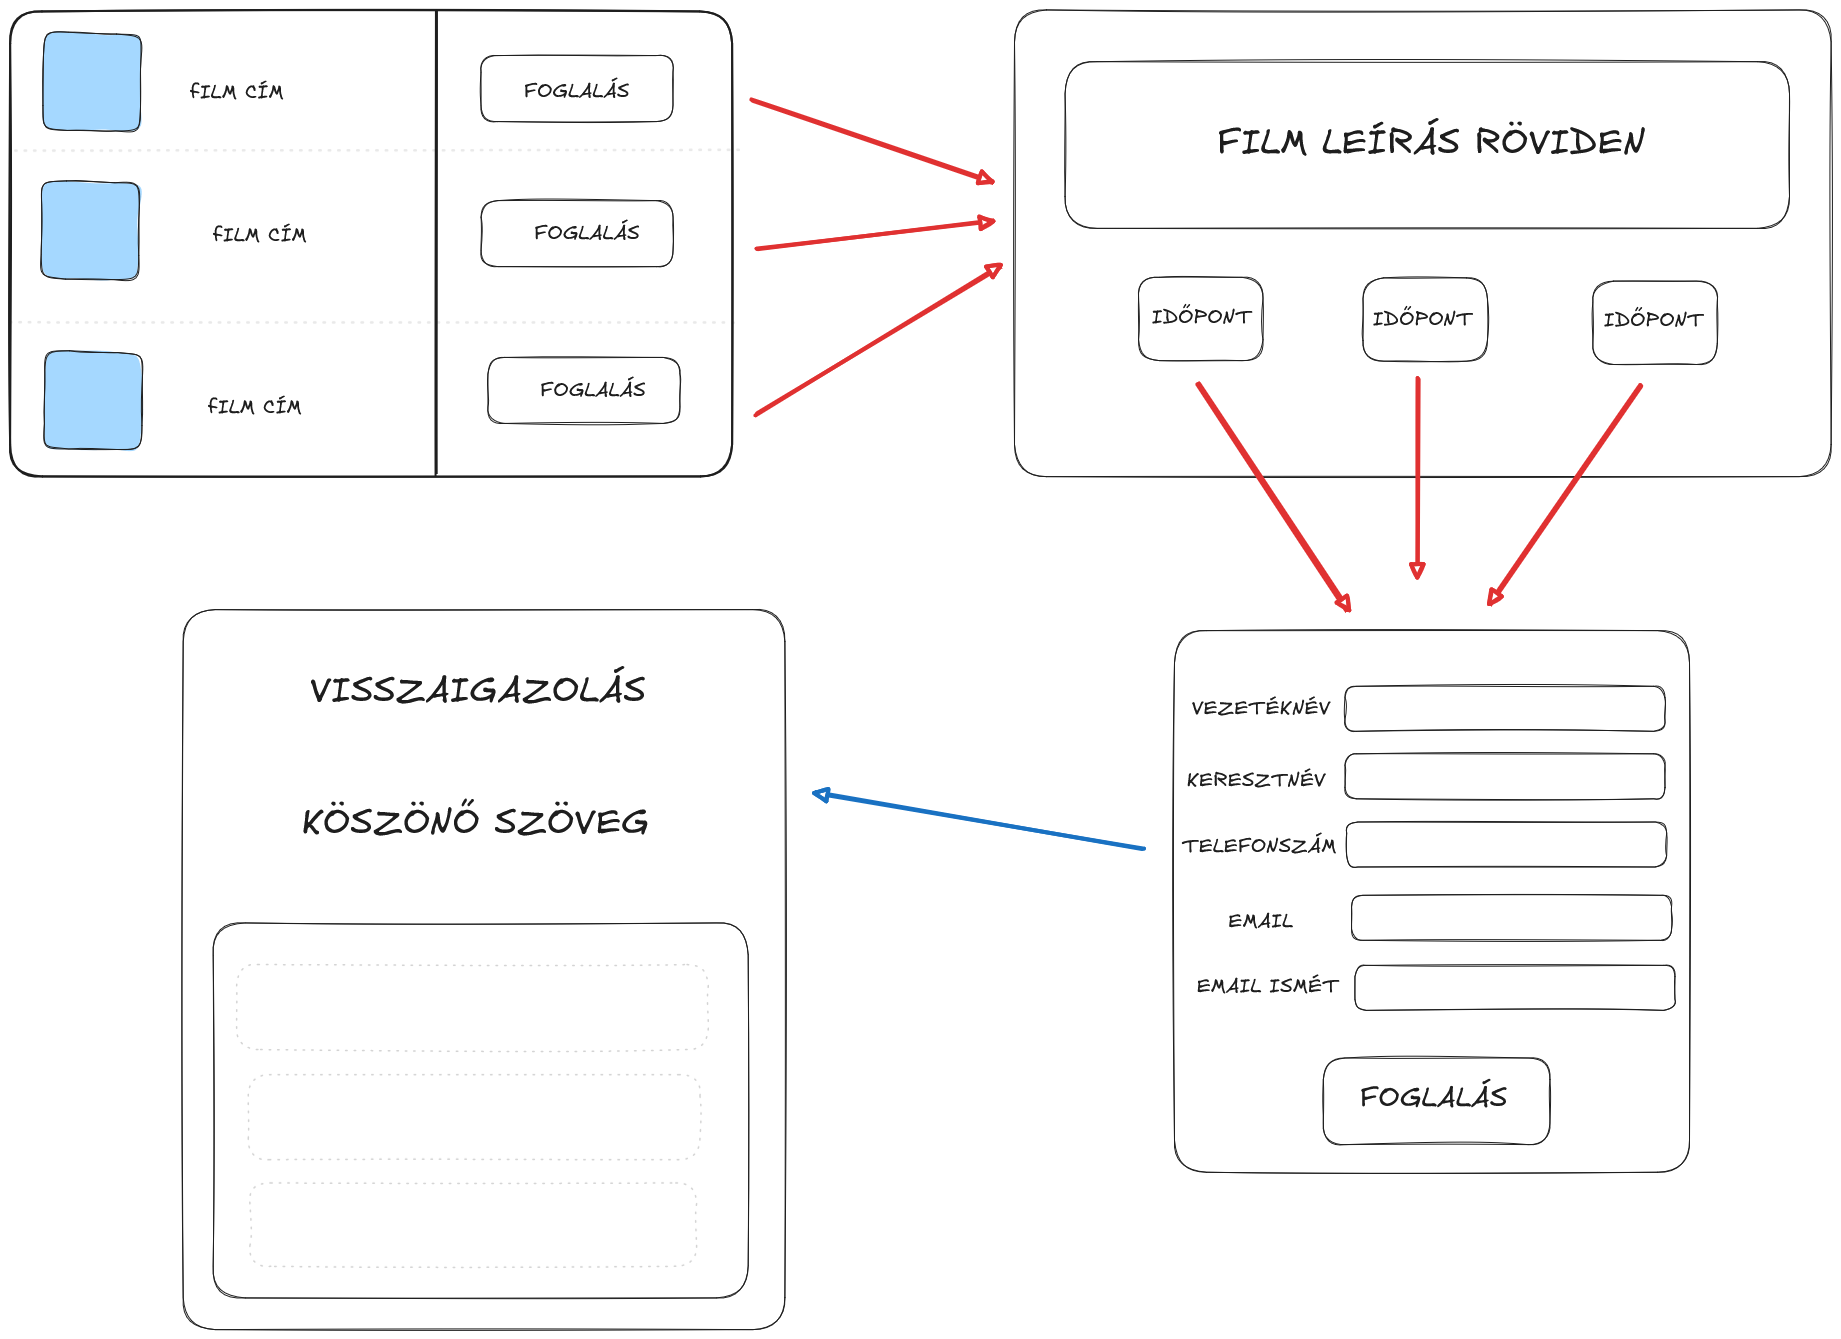 FILM CÍM
FOGLALÁS
FILM CÍM
FOGLALÁS
FILM CÍM
FOGLALÁS
FILM LEÍRÁS RÖVIDEN
IDŐPONT
IDŐPONT
IDŐPONT
VEZETÉKNÉV
KERESZTNÉV
TELEFONSZÁM
EMAIL
EMAIL ISMÉT
FOGLALÁS
VISSZAIGAZOLÁS
KÖSZÖNŐ SZÖVEG